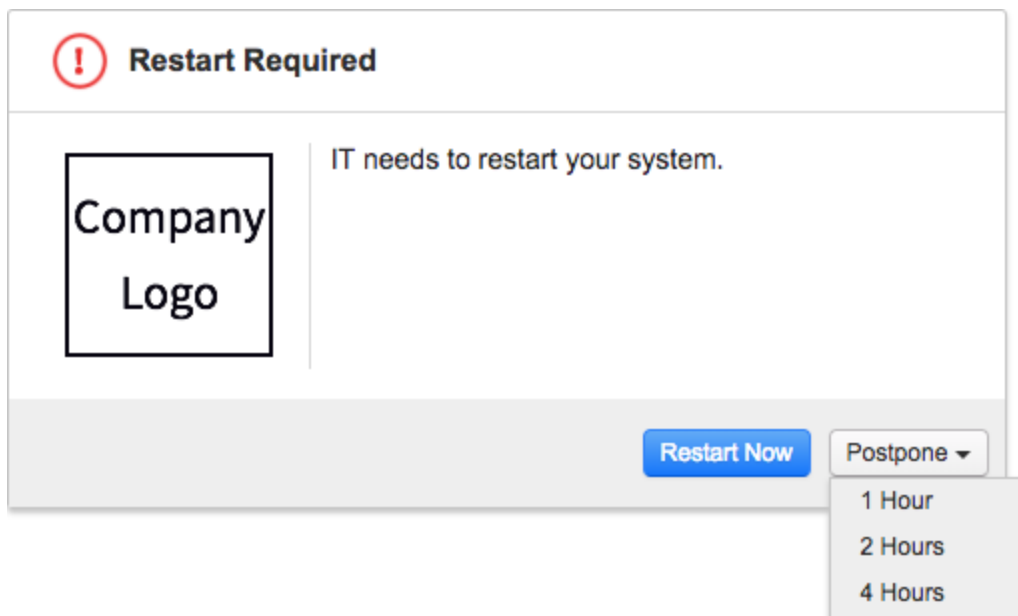 Restart Required
Company
Logo
IT needs to restart your system.
Restart Now
Postpone
1 Hour
2 Hours
4 Hours